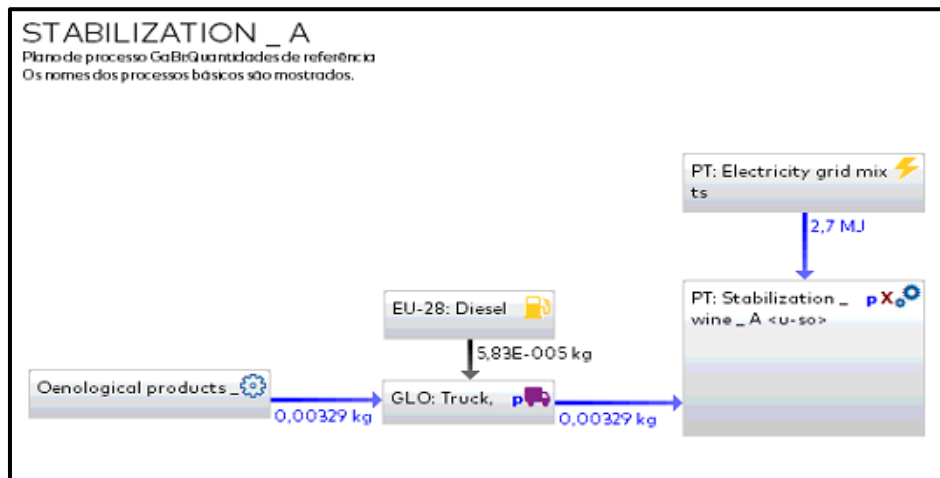 STABILIZATION _ A
Plano de processo GaBi:Quantidades de referência
Os nomes dos processos básicos são mostrados.
PT: Electricity grid mix
ts
2,7 MJ
EU-28: Diesel
PT: Stabilization _ p X
wine _ A <u-so>
5,83E-005 kg
Oenological products _
GLO: Truck, p
0,00329 kg
0,00329 kg